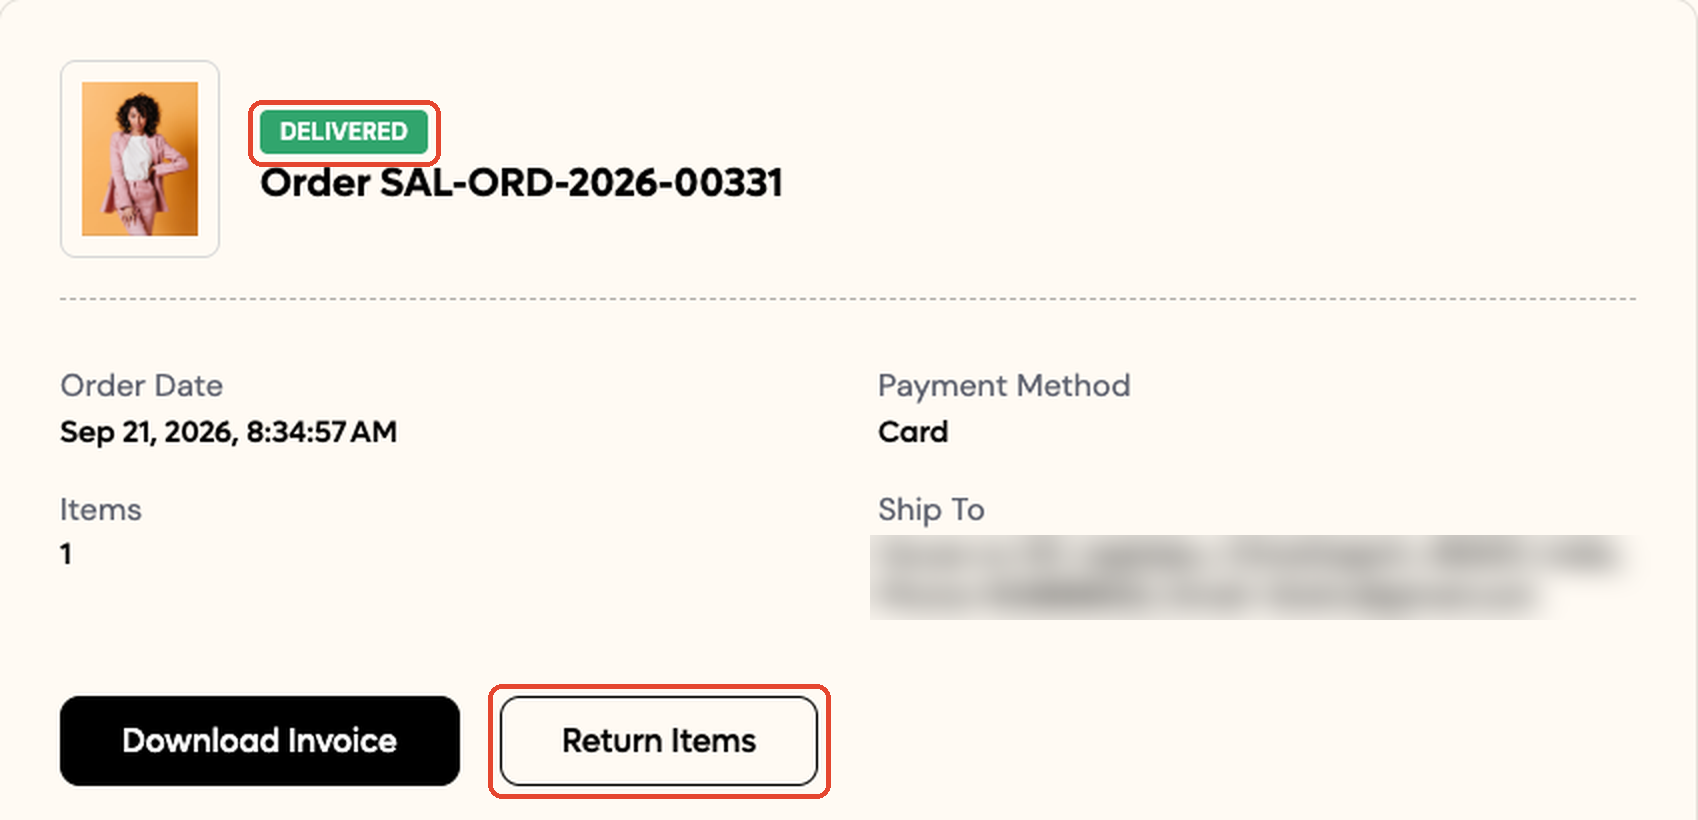 DELIVERED
Order SAL-ORD-2026-00331
Order Date
Sep 21, 2026, 8:34:57 AM
Payment Method
Card
Items
1
Ship To
Download Invoice
Return Items